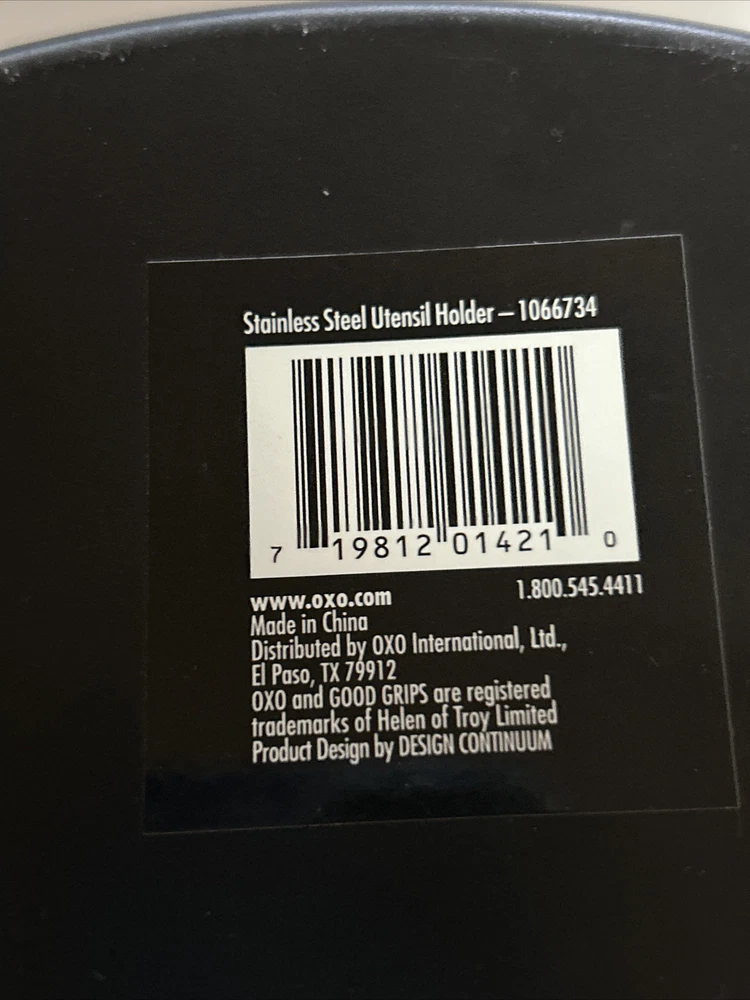 Stainless Steel Utensil Holder – 1066734
7 19812 01421 0
www.oxo.com 1.800.545.4411
Made in China
Distributed by OXO International, Ltd.,
El Paso, TX 79912
OXO and GOOD GRIPS are registered
trademarks of Helen of Troy Limited
Product Design by DESIGN CONTINUUM